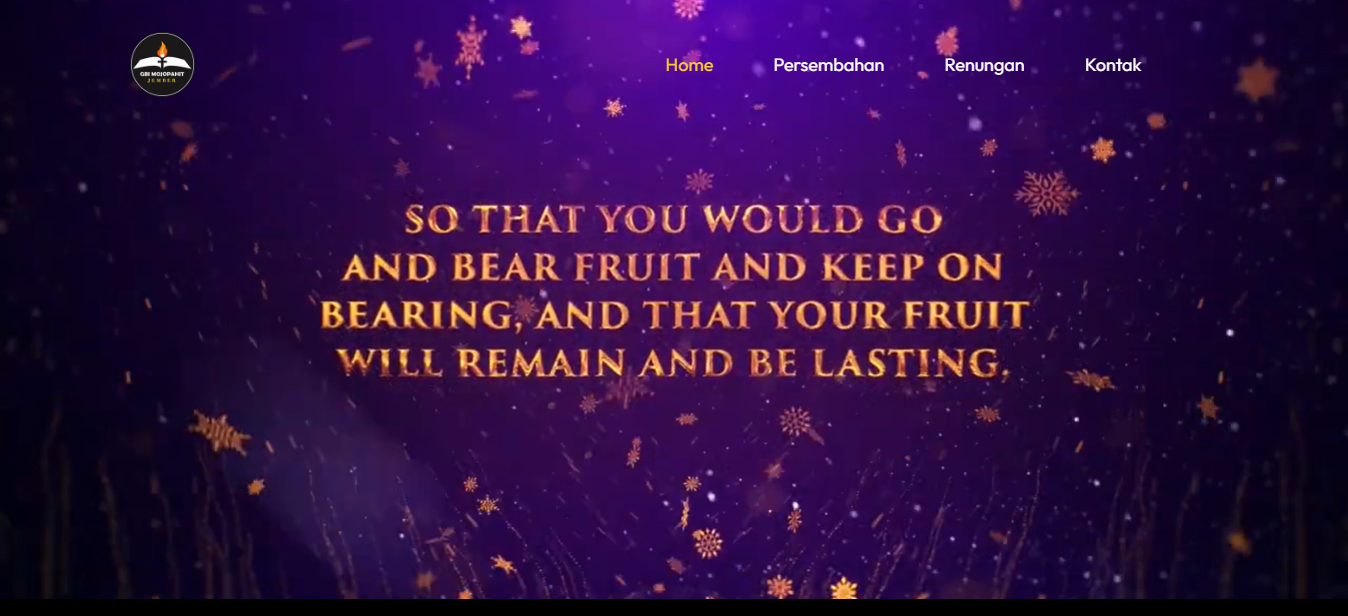 GBI MOJOPAHIT
JEMBER
Home Persembahan Renungan Kontak
SO THAT YOU WOULD GO
AND BEAR FRUIT AND KEEP ON
BEARING, AND THAT YOUR FRUIT
WILL REMAIN AND BE LASTING.